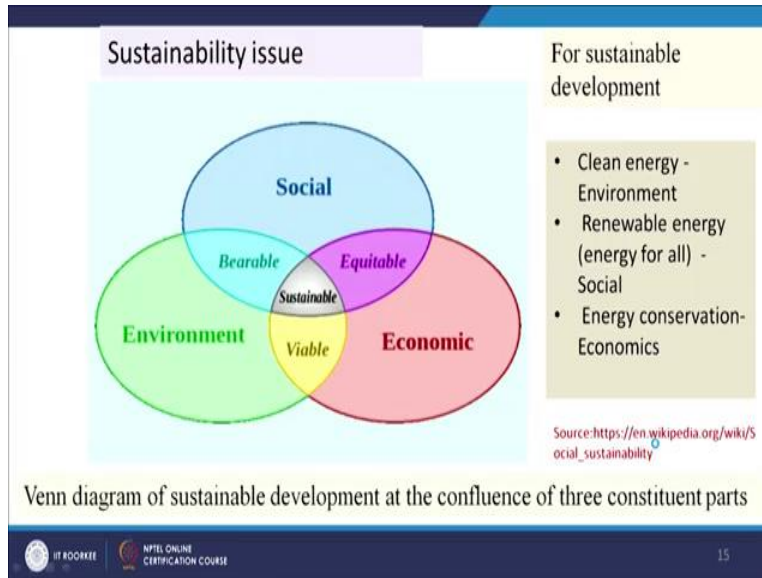 Sustainability issue
For sustainable
development
Social
Bearable
Equitable
Sustainable
Environment
Viable
Economic
• Clean energy -
Environment
• Renewable energy
(energy for all) -
Social
• Energy conservation-
Economics
Source:https://en.wikipedia.org/wiki/S
ocial_sustainability
Venn diagram of sustainable development at the confluence of three constituent parts
IIT ROORKEE
NPTEL ONLINE
CERTIFICATION COURSE
15